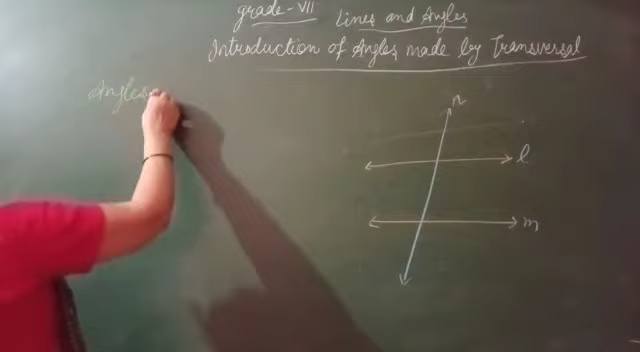 grade-VII Lines and Angles
Introduction of Angles made by Transversal
Angles
n
l
m